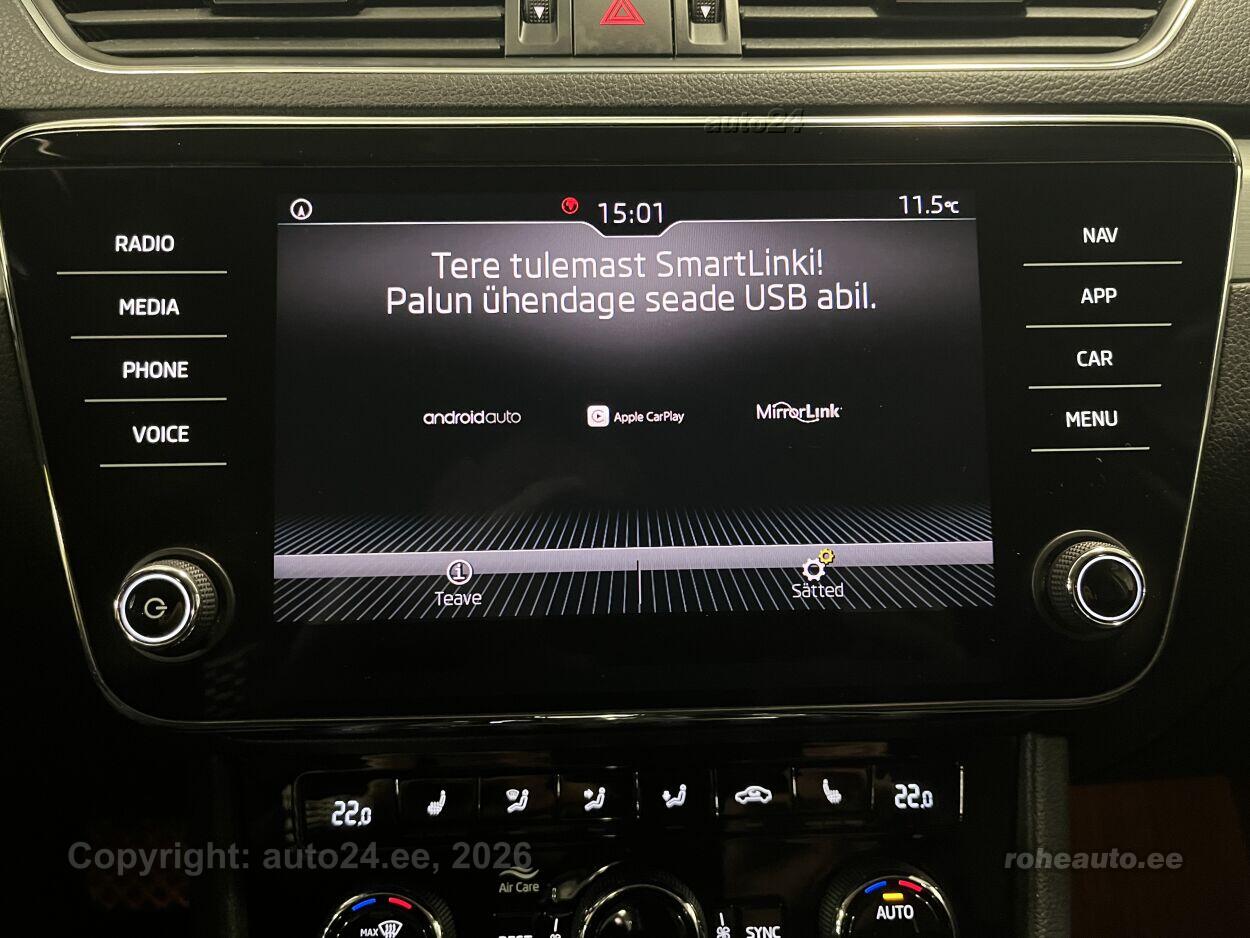 auto24
15:01
11.5°C
Tere tulemast SmartLinki!
Palun ühendage seade USB abil.
androidauto
Apple CarPlay
MirrorLink
Teave
Sätted
RADIO
MEDIA
PHONE
VOICE
NAV
APP
CAR
MENU
22.0
22.0
Copyright: auto24.ee, 2026
roheauto.ee
Air Care
MAX
AUTO
SYNC